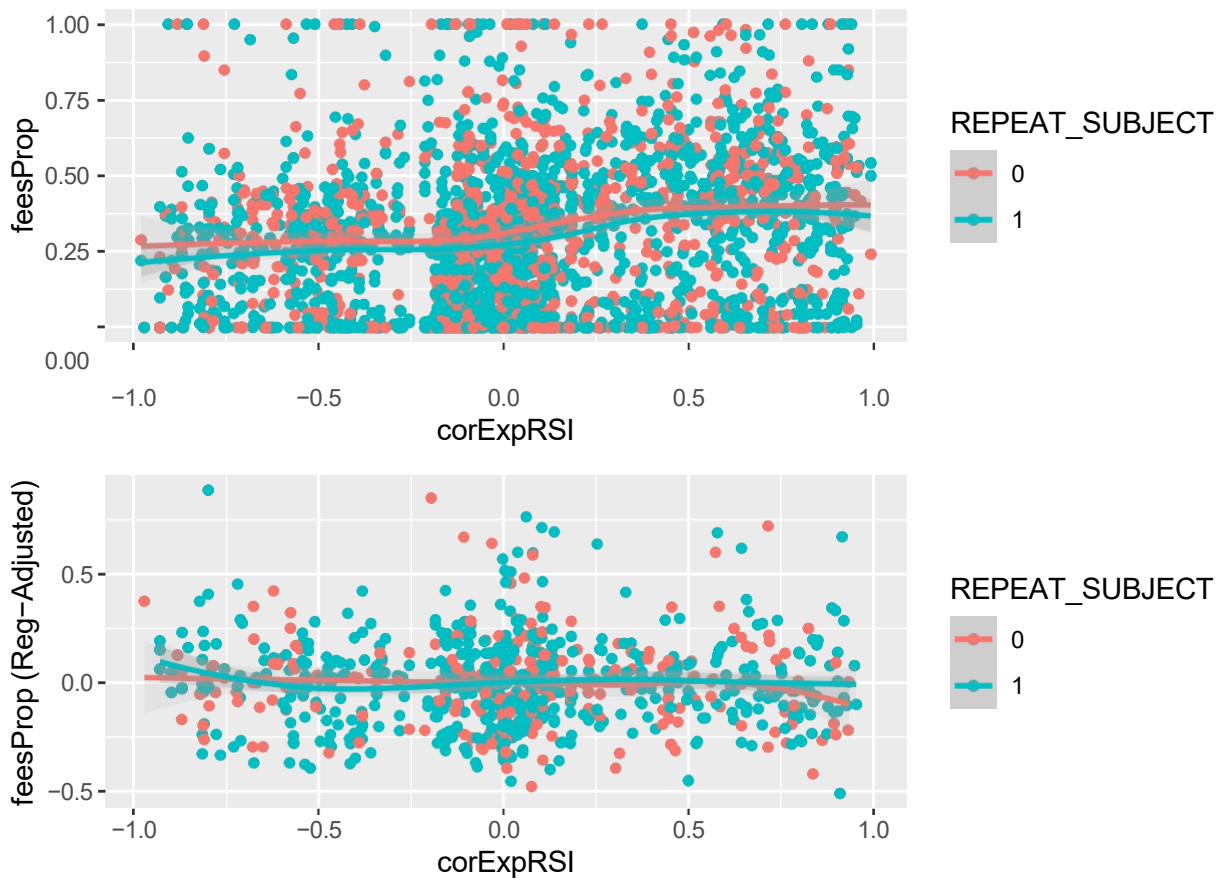 1.00
0.75
0.50
0.25
0.00
feesProp
−1.0 −0.5 0.0 0.5 1.0
corExpRSI
REPEAT_SUBJECT
0
1
0.5
0.0
−0.5
feesProp (Reg−Adjusted)
−1.0 −0.5 0.0 0.5 1.0
corExpRSI
REPEAT_SUBJECT
0
1